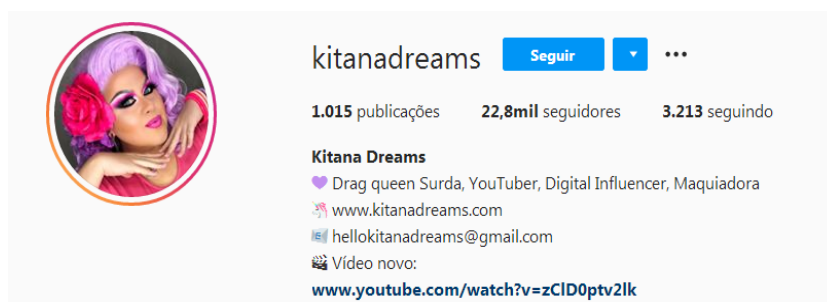 kitanadreams Seguir
1.015 publicações 22,8mil seguidores 3.213 seguindo
Kitana Dreams
💜 Drag queen Surda, YouTuber, Digital Influencer, Maquiadora
🦄 www.kitanadreams.com
📧 hellokitanadreams@gmail.com
🎬 Vídeo novo:
www.youtube.com/watch?v=zClD0ptv2lk